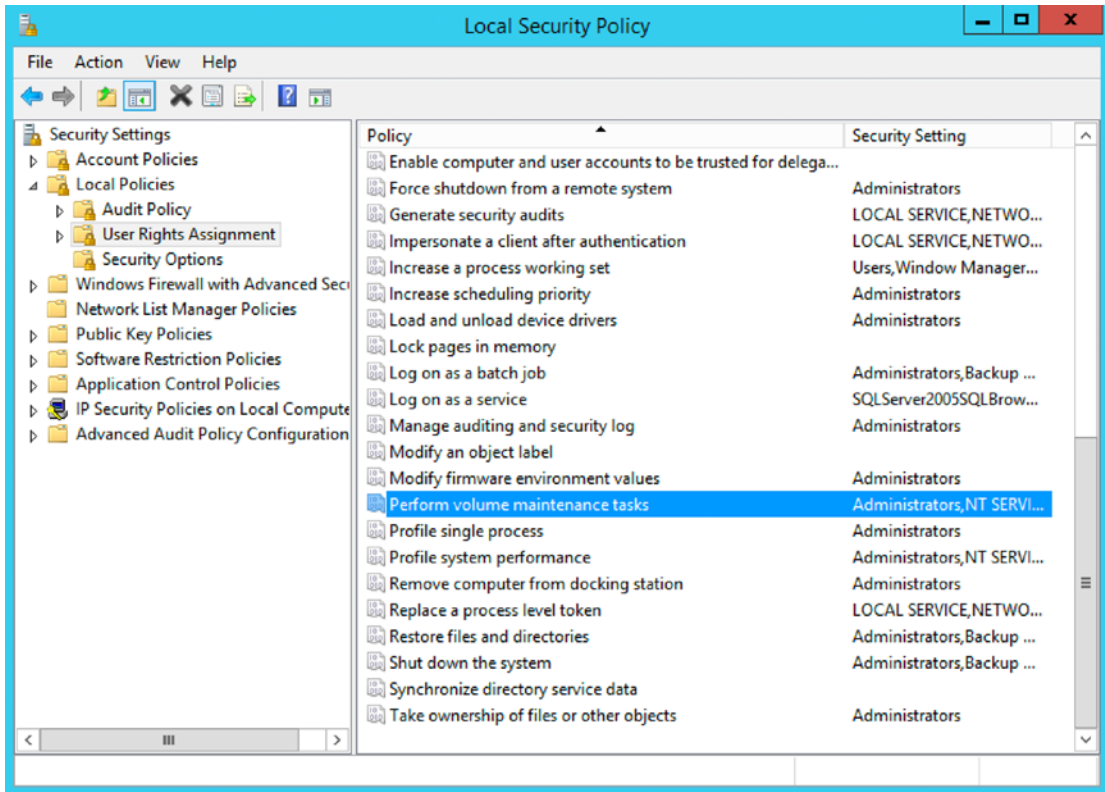 Local Security Policy
File Action View Help
Security Settings
Account Policies
Local Policies
Audit Policy
User Rights Assignment
Security Options
Windows Firewall with Advanced Secu
Network List Manager Policies
Public Key Policies
Software Restriction Policies
Application Control Policies
IP Security Policies on Local Compute
Advanced Audit Policy Configuration
Policy Security Setting
Enable computer and user accounts to be trusted for delega...
Force shutdown from a remote system Administrators
Generate security audits LOCAL SERVICE,NETWO...
Impersonate a client after authentication LOCAL SERVICE,NETWO...
Increase a process working set Users,Window Manager...
Increase scheduling priority Administrators
Load and unload device drivers Administrators
Lock pages in memory
Log on as a batch job Administrators,Backup ...
Log on as a service SQLServer2005SQLBrow...
Manage auditing and security log Administrators
Modify an object label
Modify firmware environment values Administrators
Perform volume maintenance tasks Administrators,NT SERVI...
Profile single process Administrators
Profile system performance Administrators,NT SERVI...
Remove computer from docking station Administrators
Replace a process level token LOCAL SERVICE,NETWO...
Restore files and directories Administrators,Backup ...
Shut down the system Administrators,Backup ...
Synchronize directory service data
Take ownership of files or other objects Administrators